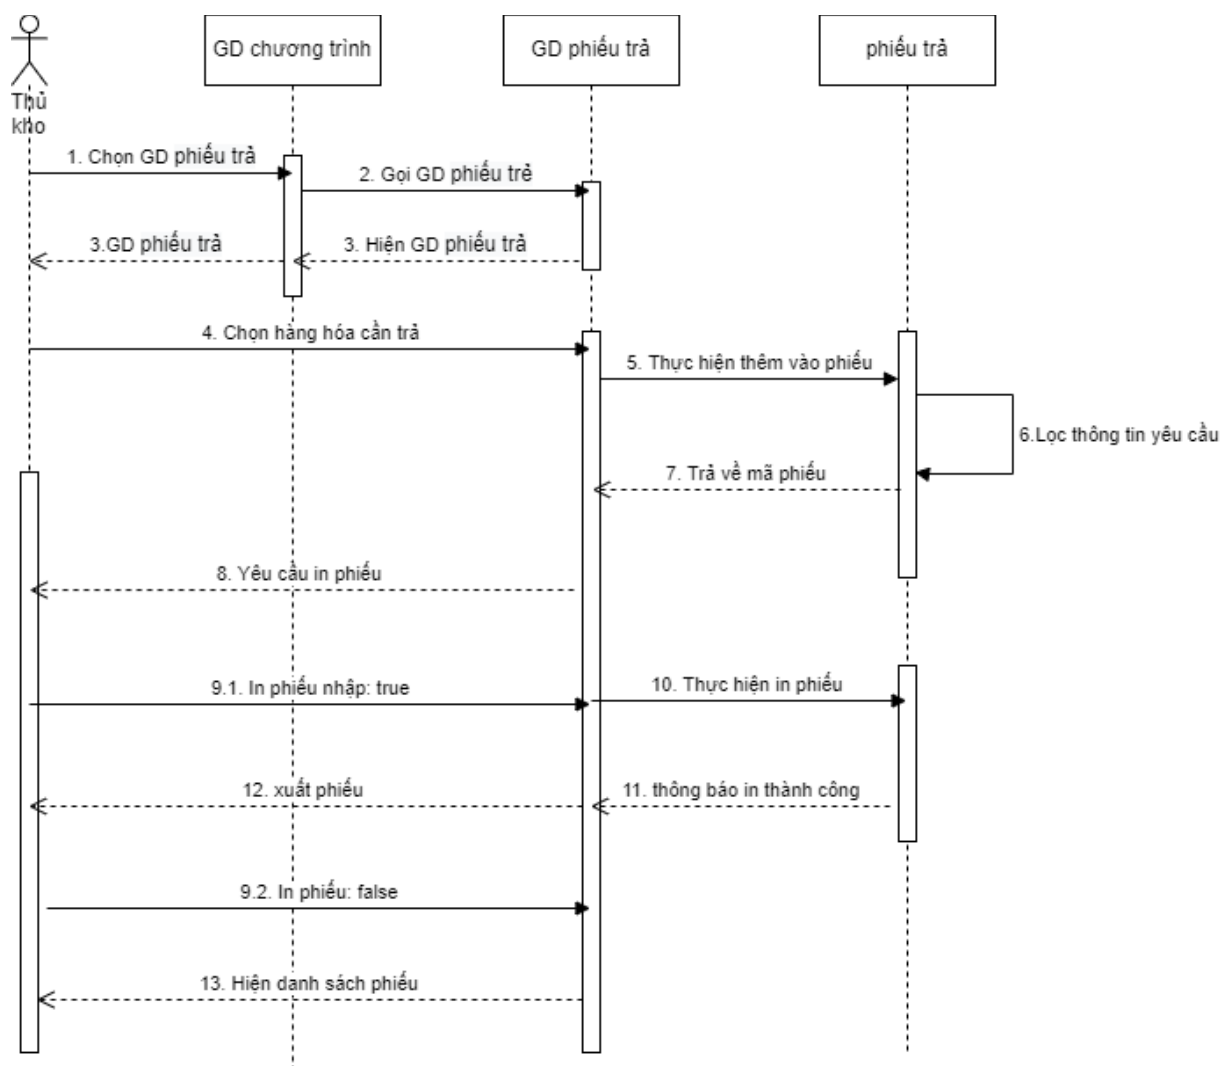 GD chương trình
GD phiếu trả
phiếu trả
Thủ
kho
1. Chọn GD phiếu trả
2. Gọi GD phiếu trẻ
3.GD phiếu trả
3. Hiện GD phiếu trả
4. Chọn hàng hóa cần trả
5. Thực hiện thêm vào phiếu
6.Lọc thông tin yêu cầu
7. Trả về mã phiếu
8. Yêu cầu in phiếu
9.1. In phiếu nhập: true
10. Thực hiện in phiếu
12. xuất phiếu
11. thông báo in thành công
9.2. In phiếu: false
13. Hiện danh sách phiếu